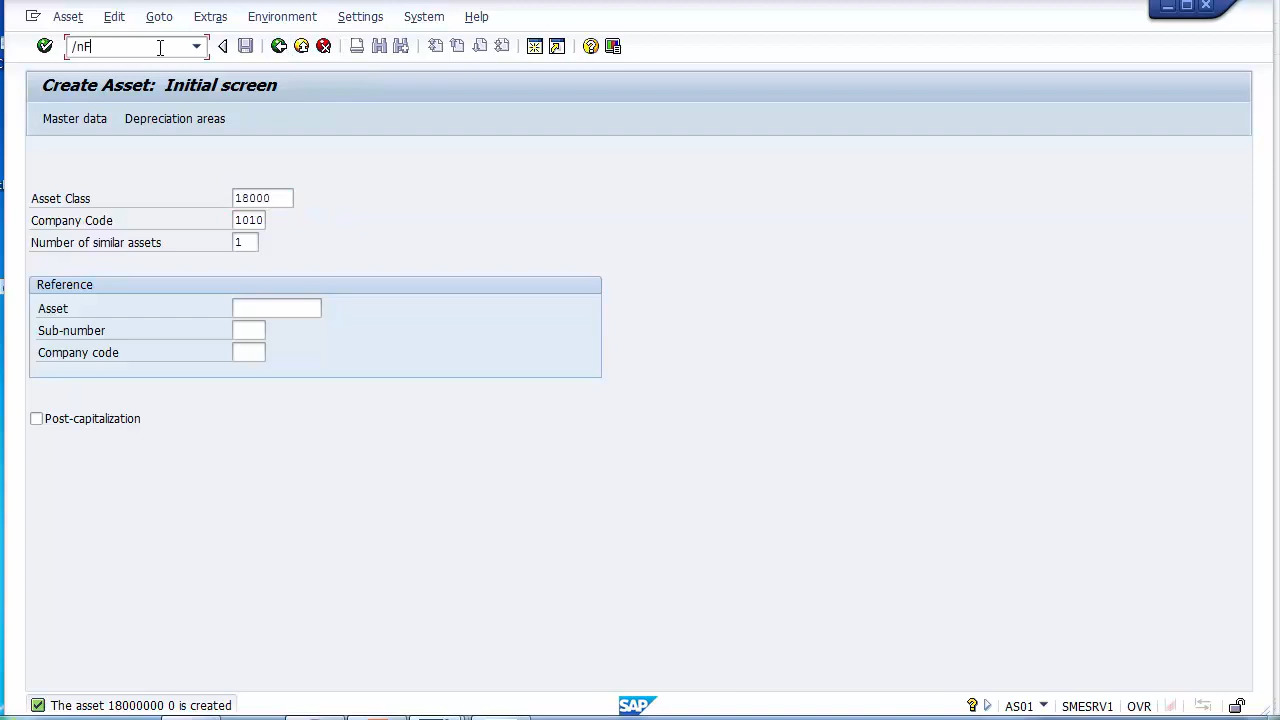 Asset Edit Goto Extras Environment Settings System Help
/nF
Create Asset: Initial screen
Master data Depreciation areas
Asset Class 18000
Company Code 1010
Number of similar assets 1
Reference
Asset
Sub-number
Company code
Post-capitalization
The asset 18000000 0 is created SAP AS01 SMESRV1 OVR